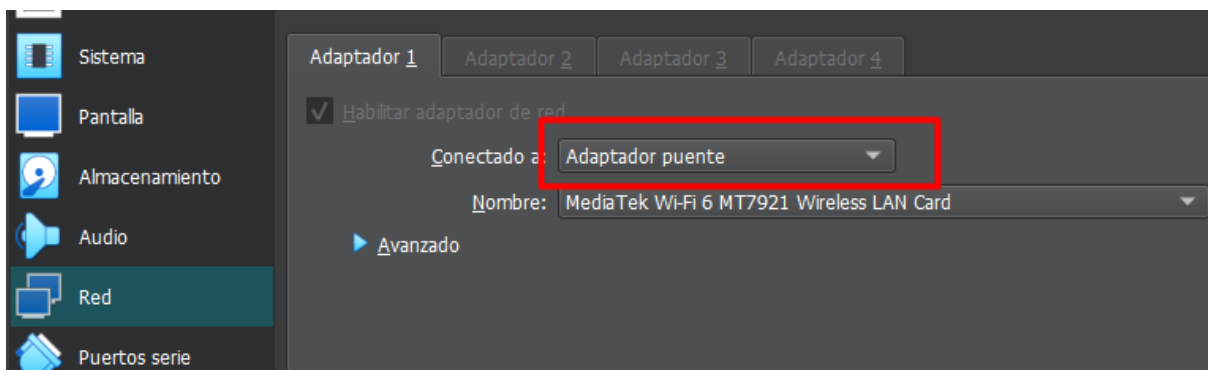 Sistema
Pantalla
Almacenamiento
Audio
Red
Puertos serie
Adaptador 1 Adaptador 2 Adaptador 3 Adaptador 4
Habilitar adaptador de red
Conectado a: Adaptador puente
Nombre: MediaTek Wi-Fi 6 MT7921 Wireless LAN Card
Avanzado